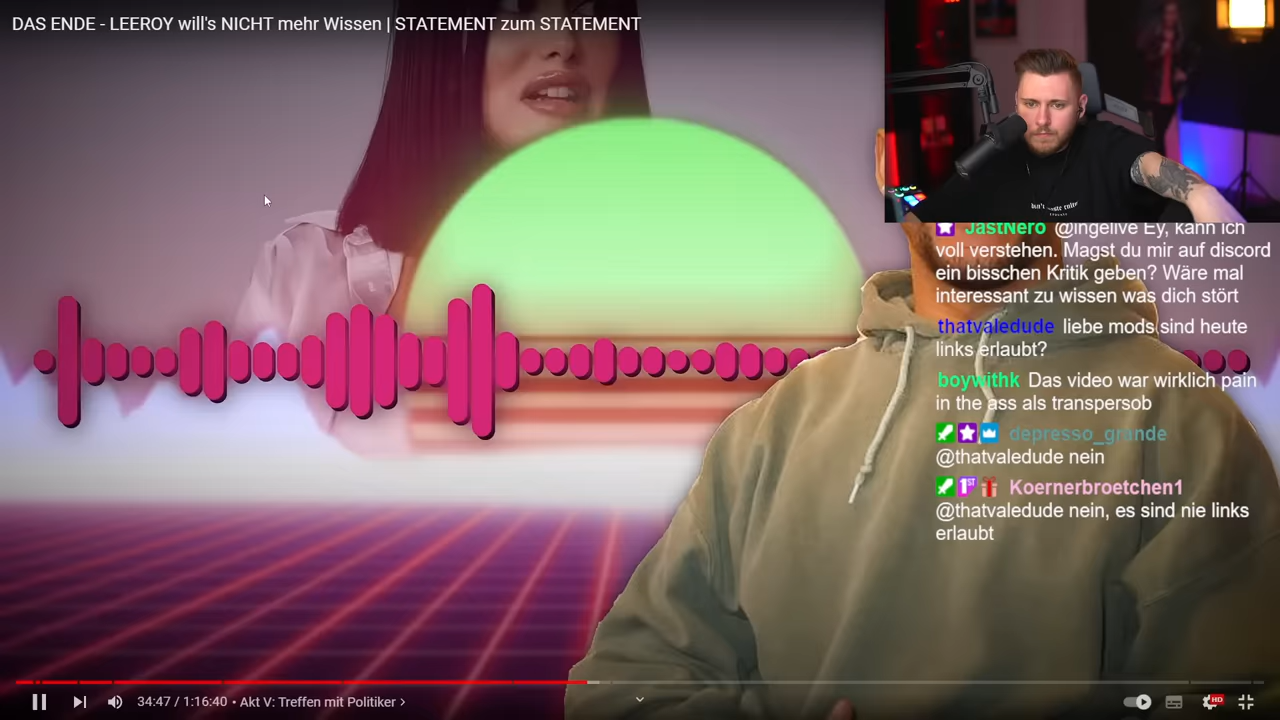 DAS ENDE - LEEROY will's NICHT mehr Wissen | STATEMENT zum STATEMENT
JastNero @ingelive Ey, kann ich
voll verstehen. Magst du mir auf discord
ein bisschen Kritik geben? Wäre mal
interessant zu wissen was dich stört
thatvaledude liebe mods sind heute
links erlaubt?
boywithk Das video war wirklich pain
in the ass als transpersob
depresso_grande
@thatvaledude nein
1ST Koernerbroetchen1
@thatvaledude nein, es sind nie links
erlaubt
34:47 / 1:16:40 • Akt V: Treffen mit Politiker
HD